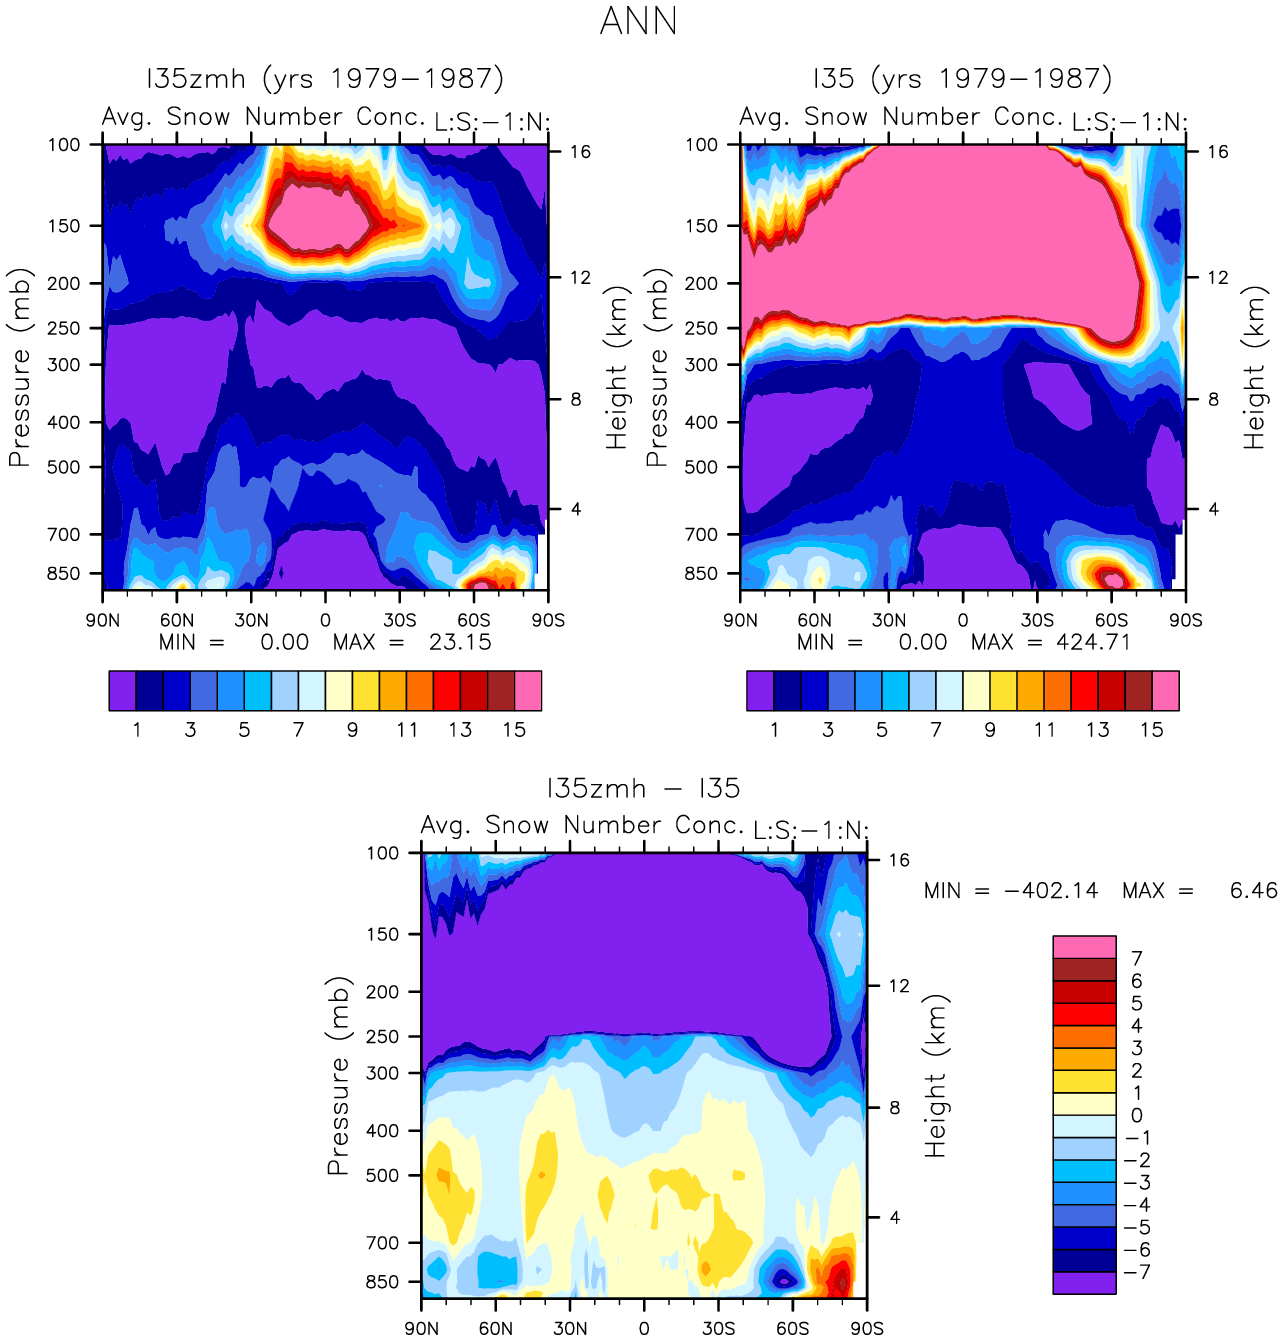 ANN
I35zmh (yrs 1979-1987)
Avg. Snow Number Conc. L:S:-1:N:
Pressure (mb)
100
150
200
250
300
400
500
700
850
16
12
8
4
Height (km)
90N 60N 30N 0 30S 60S 90S
MIN = 0.00 MAX = 23.15
1 3 5 7 9 11 13 15
I35 (yrs 1979-1987)
Avg. Snow Number Conc. L:S:-1:N:
Pressure (mb)
100
150
200
250
300
400
500
700
850
16
12
8
4
Height (km)
90N 60N 30N 0 30S 60S 90S
MIN = 0.00 MAX = 424.71
1 3 5 7 9 11 13 15
I35zmh - I35
Avg. Snow Number Conc. L:S:-1:N:
Pressure (mb)
100
150
200
250
300
400
500
700
850
16
12
8
4
Height (km)
90N 60N 30N 0 30S 60S 90S
MIN = -402.14 MAX = 6.46
7
6
5
4
3
2
1
0
-1
-2
-3
-4
-5
-6
-7